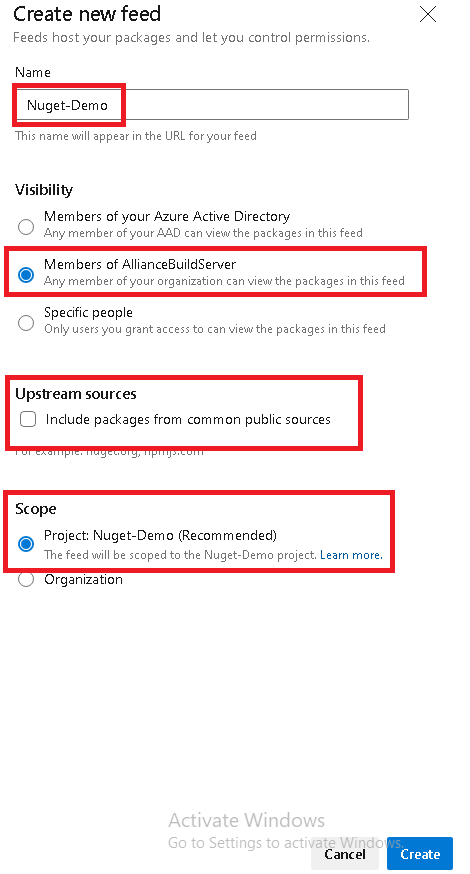 Create new feed
Feeds host your packages and let you control permissions.
Name
Nuget-Demo
This name will appear in the URL for your feed
Visibility
Members of your Azure Active Directory
Any member of your AAD can view the packages in this feed
Members of AllianceBuildServer
Any member of your organization can view the packages in this feed
Specific people
Only users you grant access to can view the packages in this feed
Upstream sources
Include packages from common public sources
For example: nuget.org, npmjs.com
Scope
Project: Nuget-Demo (Recommended)
The feed will be scoped to the Nuget-Demo project. Learn more.
Organization
Activate Windows
Go to Settings to activate Windows.
Cancel
Create